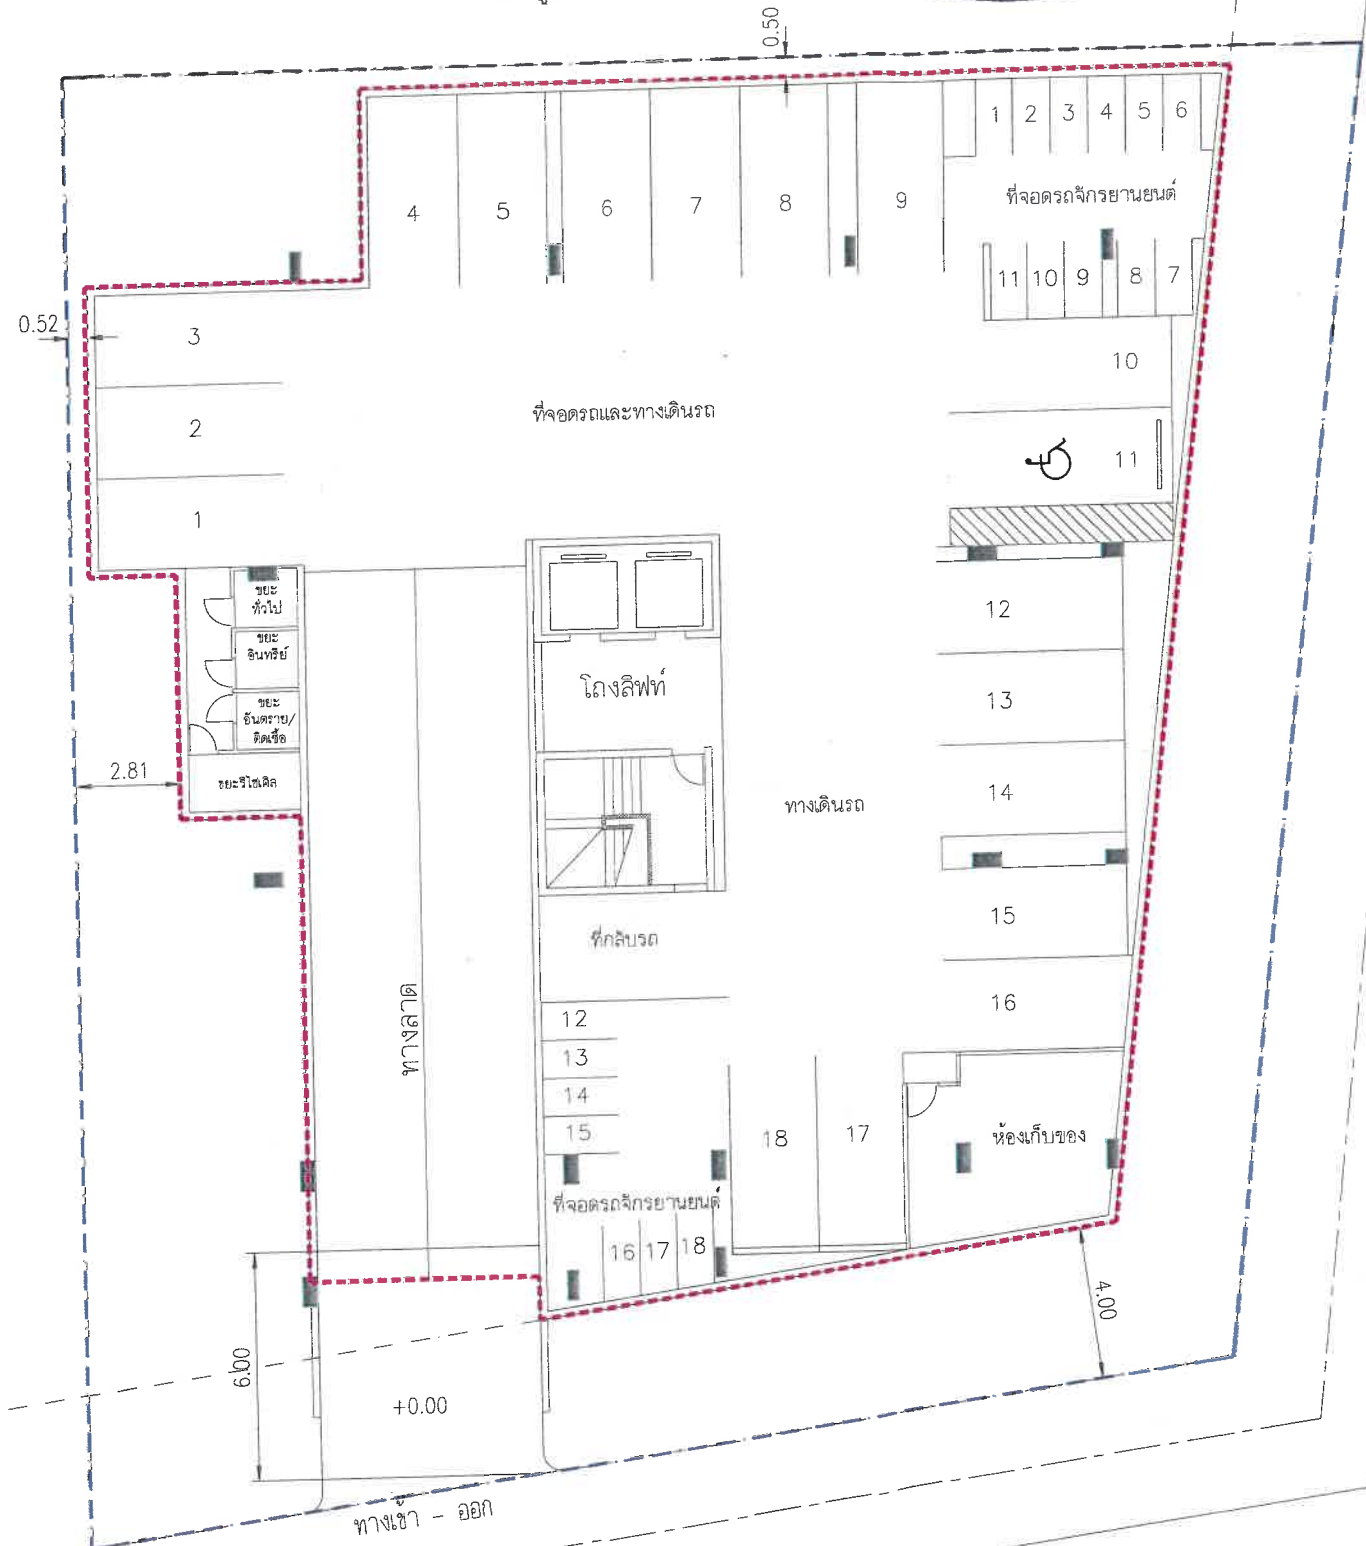 0.50
1 2 3 4 5 6
4 5 6 7 8 9
ที่จอดรถจักรยานยนต์
11 10 9 8 7
0.52
3
10
2
ที่จอดรถและทางเดินรถ
11
1
ขยะ
ทั่วไป
ขยะ
อินทรีย์
ขยะ
อันตราย/
ติดเชื้อ
ขยะรีไซเคิล
2.81
โถงลิฟท์
12
13
14
ทางเดินรถ
15
16
ที่กลับรถ
ทางลาด
12
13
14
15
18 17
ห้องเก็บของ
ที่จอดรถจักรยานยนต์
16 17 18
4.00
6.00
+0.00
ทางเข้า - ออก